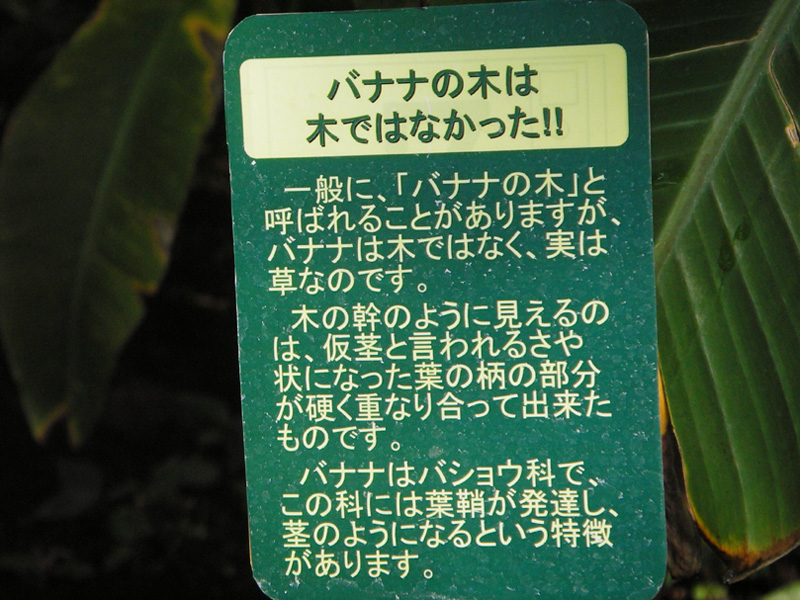 バナナの木は
木ではなかった!!
一般に、「バナナの木」と
呼ばれることがありますが、
バナナは木ではなく、実は
草なのです。
木の幹のように見えるの
は、仮茎と言われるさや
状になった葉の柄の部分
が硬く重なり合って出来た
ものです。
バナナはバショウ科で、
この科には葉鞘が発達し、
茎のようになるという特徴
があります。